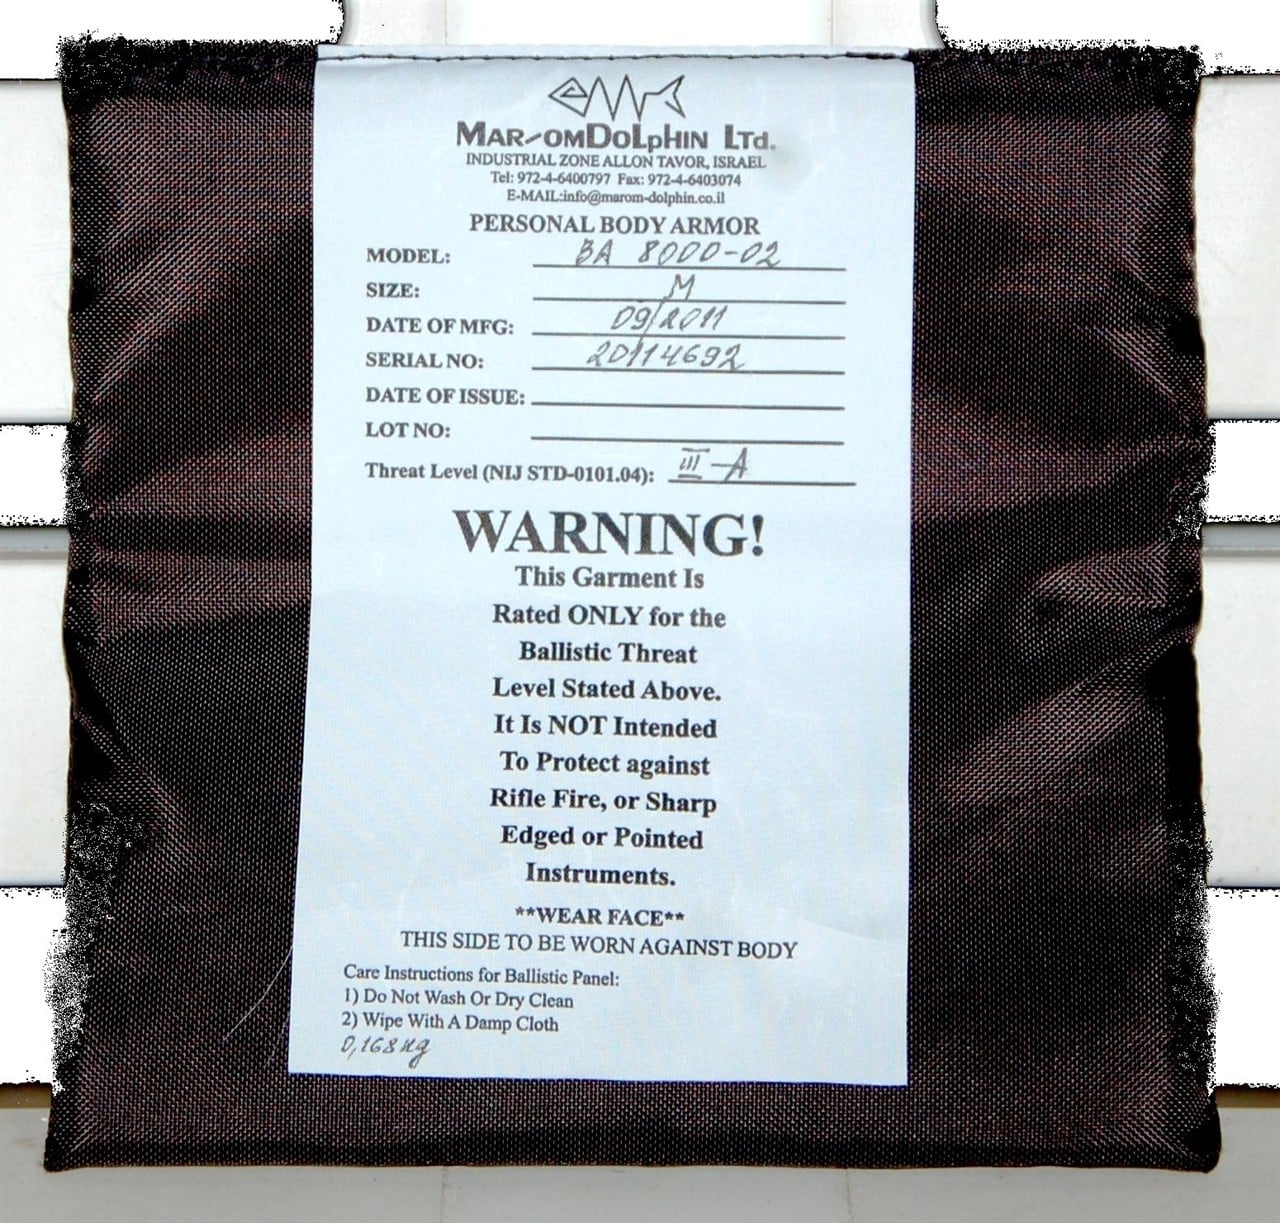 MAR-OMDOLPHIN LTd.
INDUSTRIAL ZONE ALLON TAVOR, ISRAEL
Tel: 972-4-6400797 Fax: 972-4-6403074
E-MAIL:info@marom-dolphin.co.il
PERSONAL BODY ARMOR
MODEL: BA 8000-02
SIZE: M
DATE OF MFG: 09/2011
SERIAL NO: 20114692
DATE OF ISSUE:
LOT NO:
Threat Level (NIJ STD-0101.04): III-A
WARNING!
This Garment Is
Rated ONLY for the
Ballistic Threat
Level Stated Above.
It Is NOT Intended
To Protect against
Rifle Fire, or Sharp
Edged or Pointed
Instruments.
**WEAR FACE**
THIS SIDE TO BE WORN AGAINST BODY
Care Instructions for Ballistic Panel:
1) Do Not Wash Or Dry Clean
2) Wipe With A Damp Cloth
0,168 kg